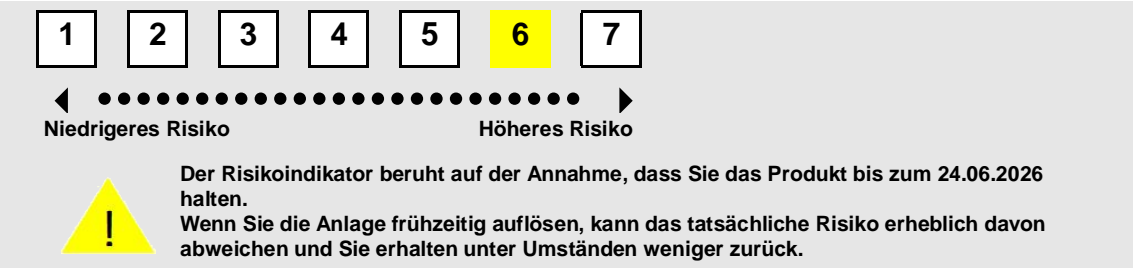 1 2 3 4 5 6 7
Niedrigeres Risiko Höheres Risiko
Der Risikoindikator beruht auf der Annahme, dass Sie das Produkt bis zum 24.06.2026
halten.
Wenn Sie die Anlage frühzeitig auflösen, kann das tatsächliche Risiko erheblich davon
abweichen und Sie erhalten unter Umständen weniger zurück.
!